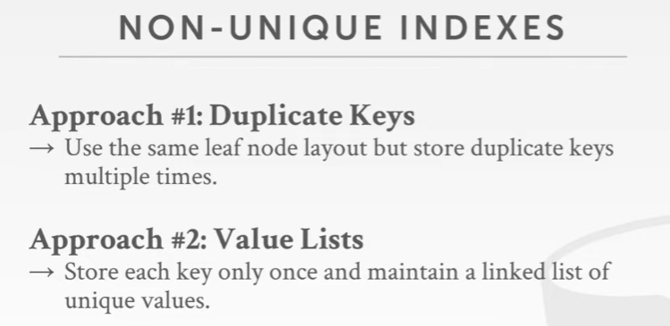 NON-UNIQUE INDEXES
Approach #1: Duplicate Keys
→ Use the same leaf node layout but store duplicate keys
multiple times.
Approach #2: Value Lists
→ Store each key only once and maintain a linked list of
unique values.